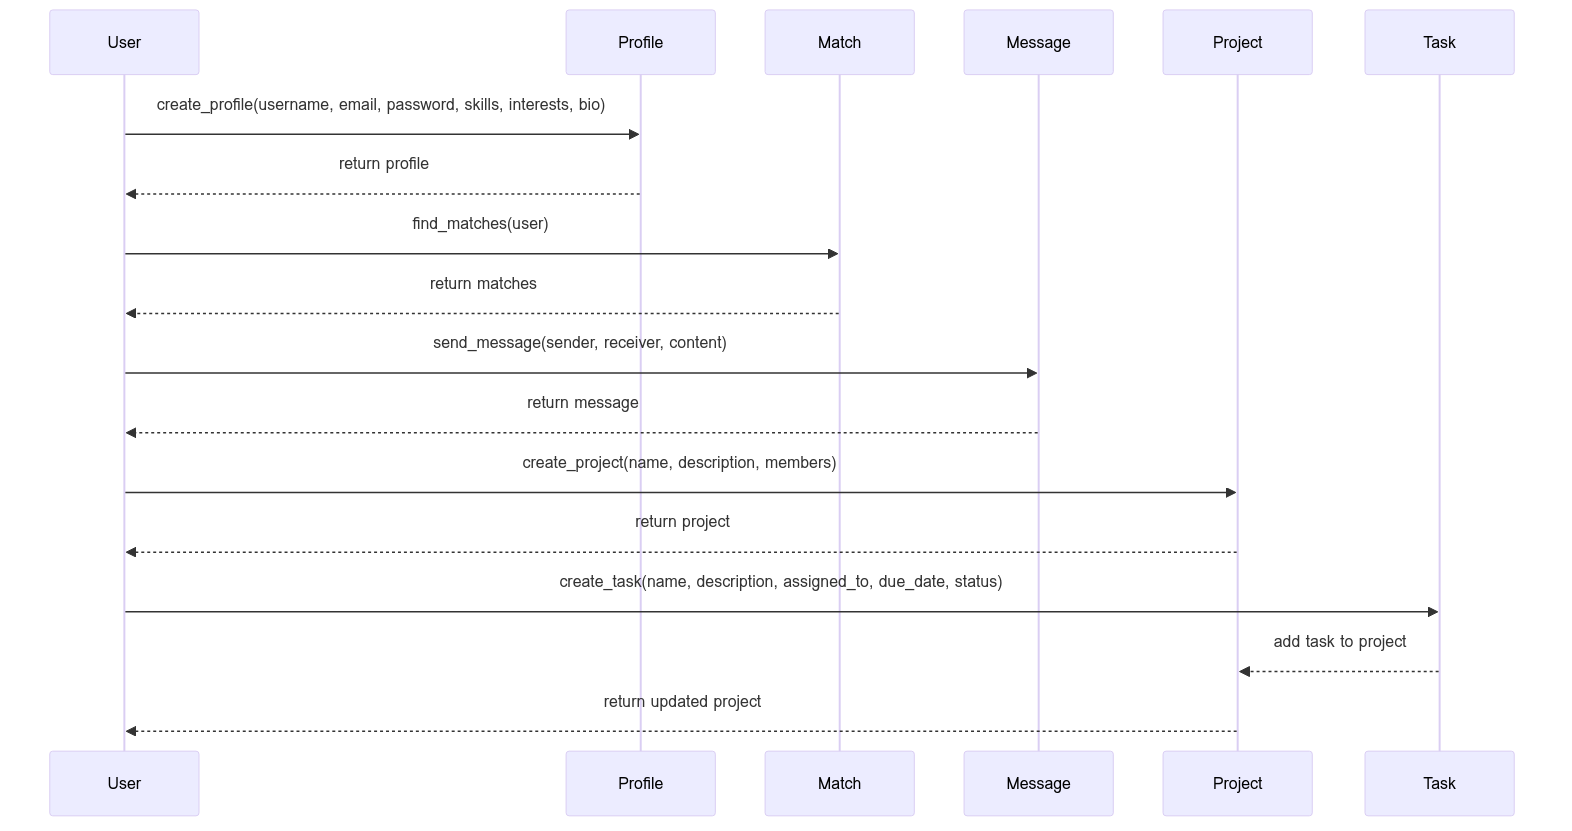 User
Profile
Match
Message
Project
Task
create_profile(username, email, password, skills, interests, bio)
return profile
find_matches(user)
return matches
send_message(sender, receiver, content)
return message
create_project(name, description, members)
return project
create_task(name, description, assigned_to, due_date, status)
add task to project
return updated project
User
Profile
Match
Message
Project
Task